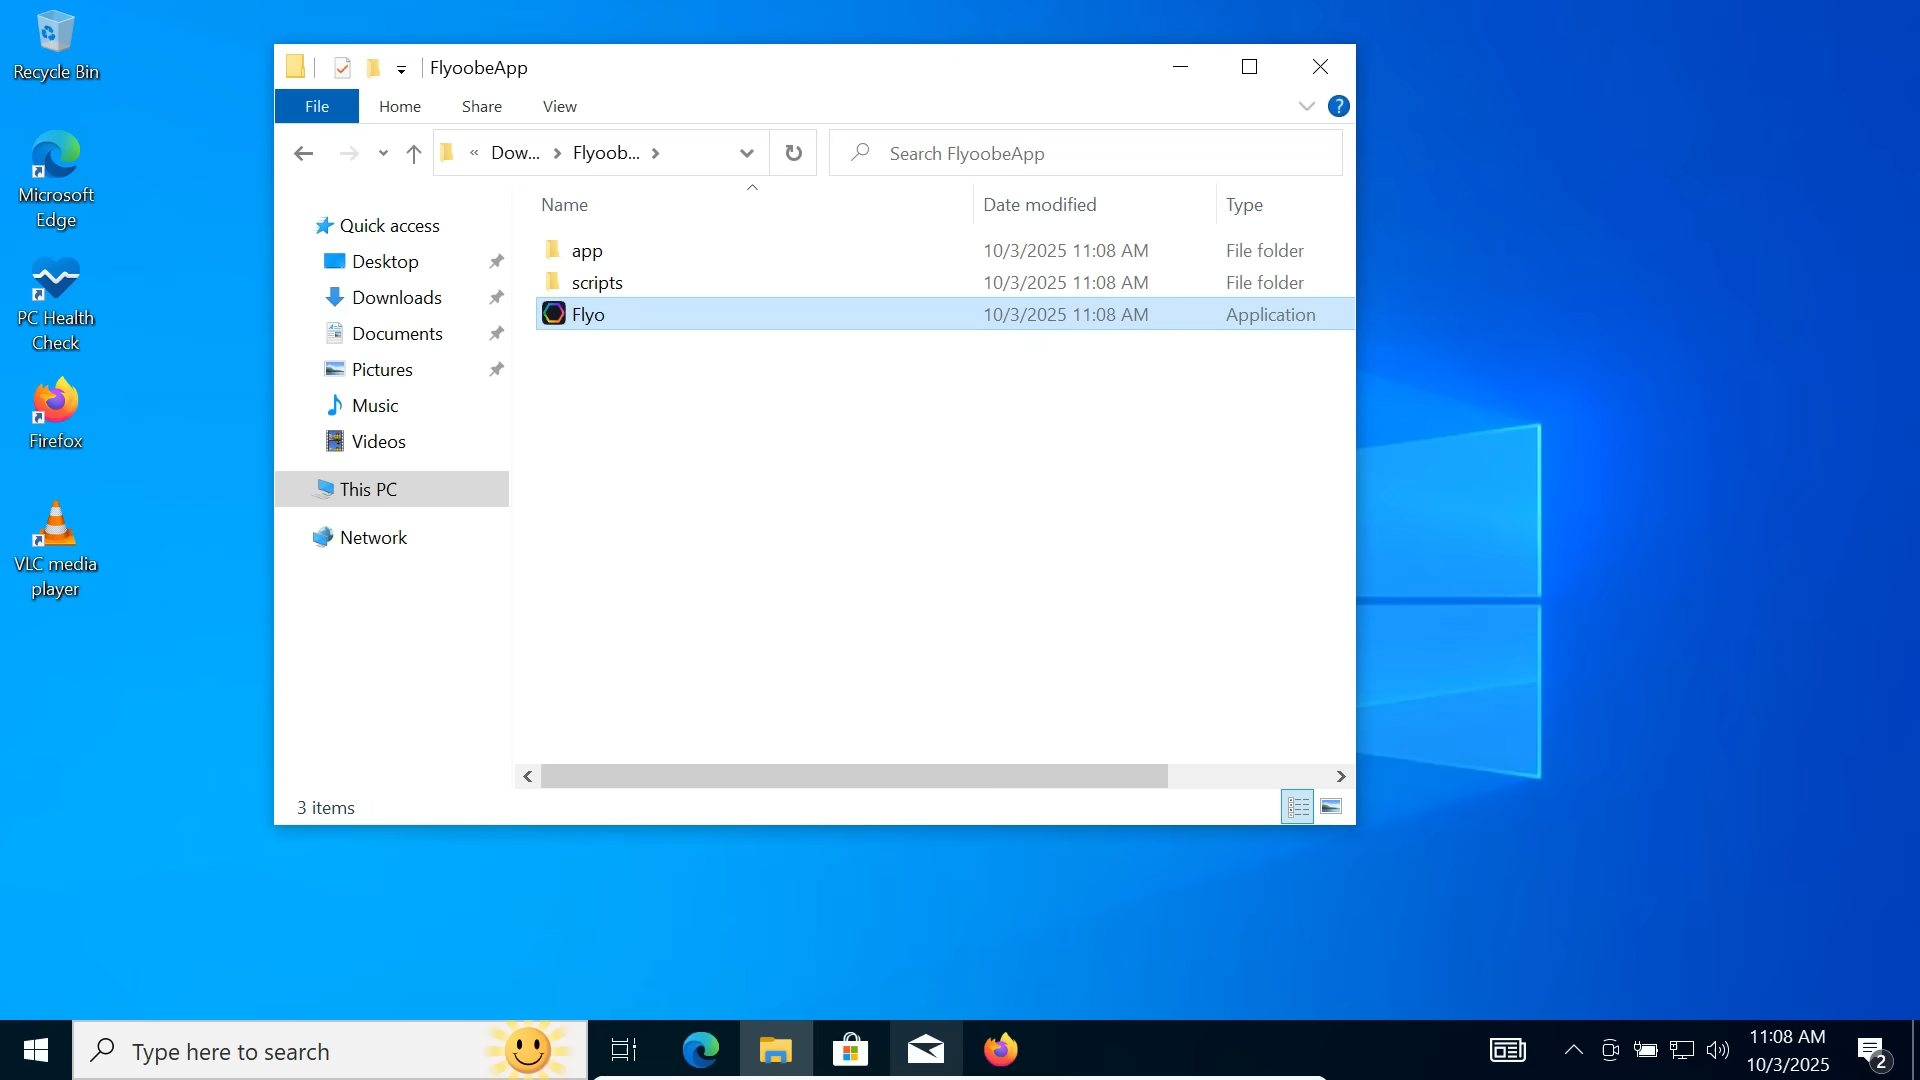 Recycle Bin
Microsoft
Edge
PC Health
Check
Firefox
VLC media
player
FlyoobeApp
File
Home
Share
View
?
« Dow... > Flyoob... >
Search FlyoobeApp
Quick access
Desktop
Downloads
Documents
Pictures
Music
Videos
This PC
Network
Name
Date modified
Type
app
10/3/2025 11:08 AM
File folder
scripts
10/3/2025 11:08 AM
File folder
Flyo
10/3/2025 11:08 AM
Application
3 items
Type here to search
11:08 AM
10/3/2025
2